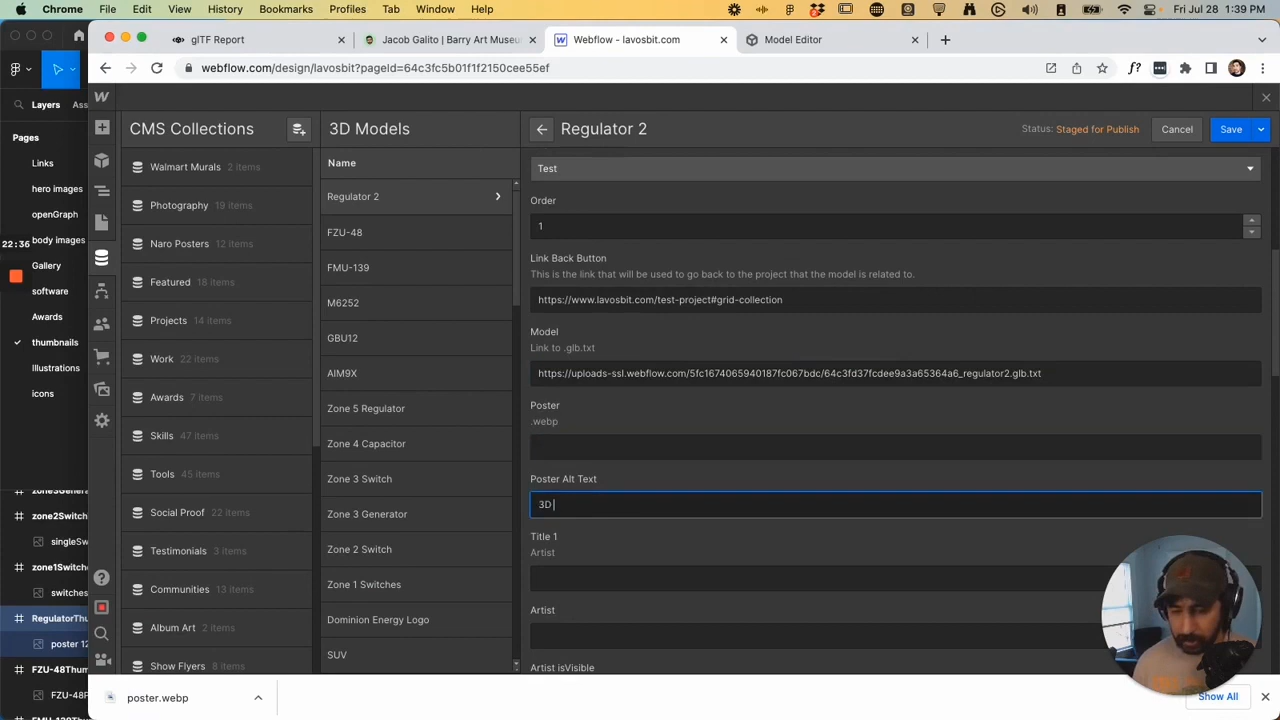 Chrome File Edit View History Bookmarks Profiles Tab Window Help Fri Jul 28 1:39 PM
glTF Report Jacob Galito | Barry Art Museu Webflow - lavosbit.com Model Editor
webflow.com/design/lavosbit?pageId=64c3fc5b01f1f2150cee55ef
Layers Ass
Pages
Links
hero images
openGraph
body images
22:36
Gallery
software
Awards
thumbnails
Illustrations
icons
zone3Genera
zone2Switch
singleSw
zone1Switche
switches
RegulatorThu
poster 12
FZU-48Thum
FZU-48P
CMS Collections
Walmart Murals 2 items
Photography 19 items
Naro Posters 12 items
Featured 18 items
Projects 14 items
Work 22 items
Awards 7 items
Skills 47 items
Tools 45 items
Social Proof 22 items
Testimonials 3 items
Communities 13 items
Album Art 2 items
Show Flyers 8 items
3D Models
Name
Regulator 2
FZU-48
FMU-139
M6252
GBU12
AIM9X
Zone 5 Regulator
Zone 4 Capacitor
Zone 3 Switch
Zone 3 Generator
Zone 2 Switch
Zone 1 Switches
Dominion Energy Logo
SUV
Regulator 2 Status: Staged for Publish Cancel Save
Test
Order
1
Link Back Button
This is the link that will be used to go back to the project that the model is related to.
https://www.lavosbit.com/test-project#grid-collection
Model
Link to .glb.txt
https://uploads-ssl.webflow.com/5fc1674065940187fc067bdc/64c3fd37fcdee9a3a65364a6_regulator2.glb.txt
Poster
.webp
Poster Alt Text
3D
Title 1
Artist
Artist
Artist isVisible
poster.webp Show All